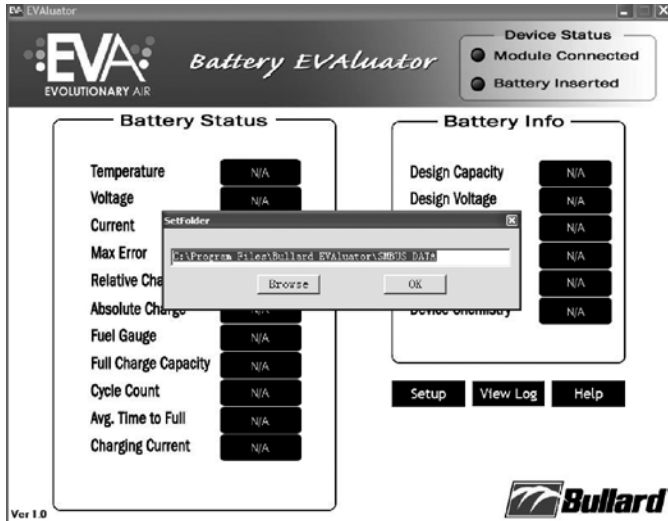 EVAluator
EVA
EVOLUTIONARY AIR
Battery EVAluator
Device Status
Module Connected
Battery Inserted
Battery Status
Temperature N/A
Voltage N/A
Current
Max Error
Relative Cha
Absolute Charge N/A
Fuel Gauge N/A
Full Charge Capacity N/A
Cycle Count N/A
Avg. Time to Full N/A
Charging Current N/A
Battery Info
Design Capacity N/A
Design Voltage N/A
N/A
N/A
N/A
Device Chemistry N/A
SetFolder
C:\Program Files\Bullard EVAluator\SMBUS DATA
Browse OK
Setup View Log Help
Ver 1.0
Bullard